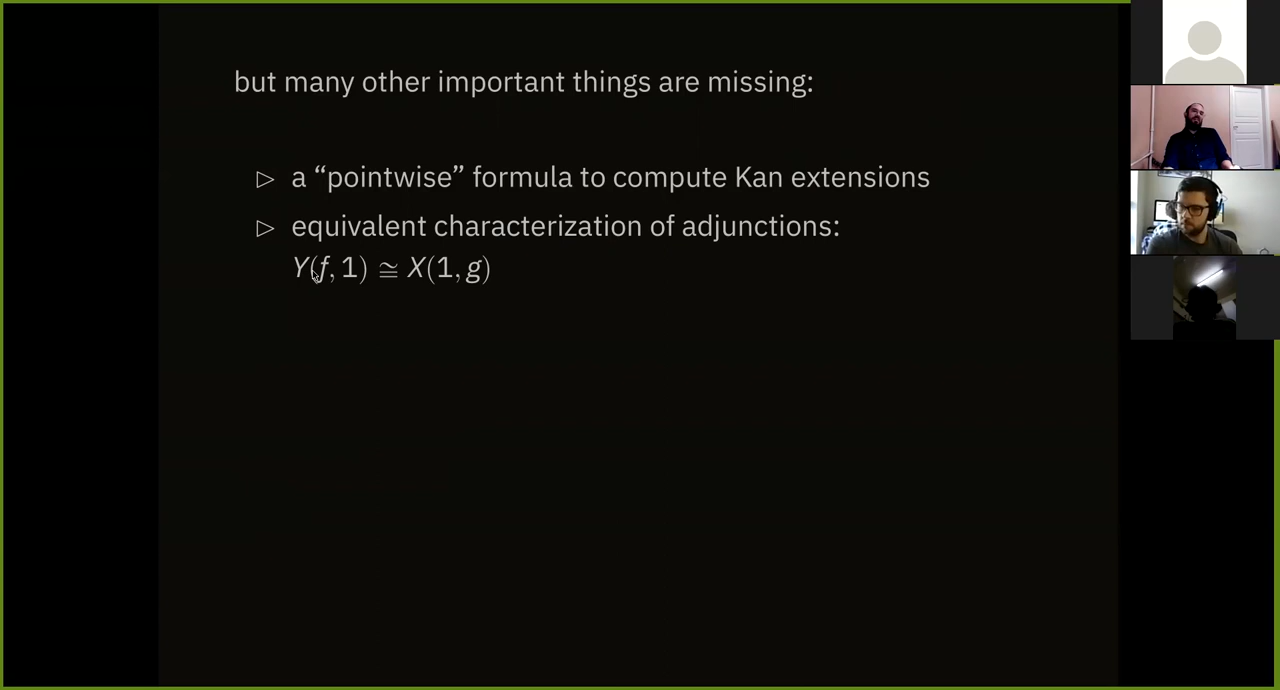 but many other important things are missing:
▷ a “pointwise” formula to compute Kan extensions
▷ equivalent characterization of adjunctions:
Y(f, 1) ≅ X(1, g)